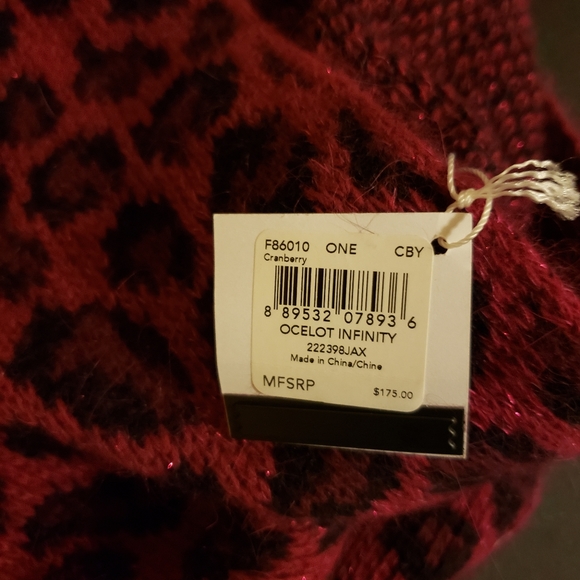 F86010 ONE CBY
Cranberry
8 89532 07893 6
OCELOT INFINITY
222398JAX
Made in China/Chine
MFSRP $175.00